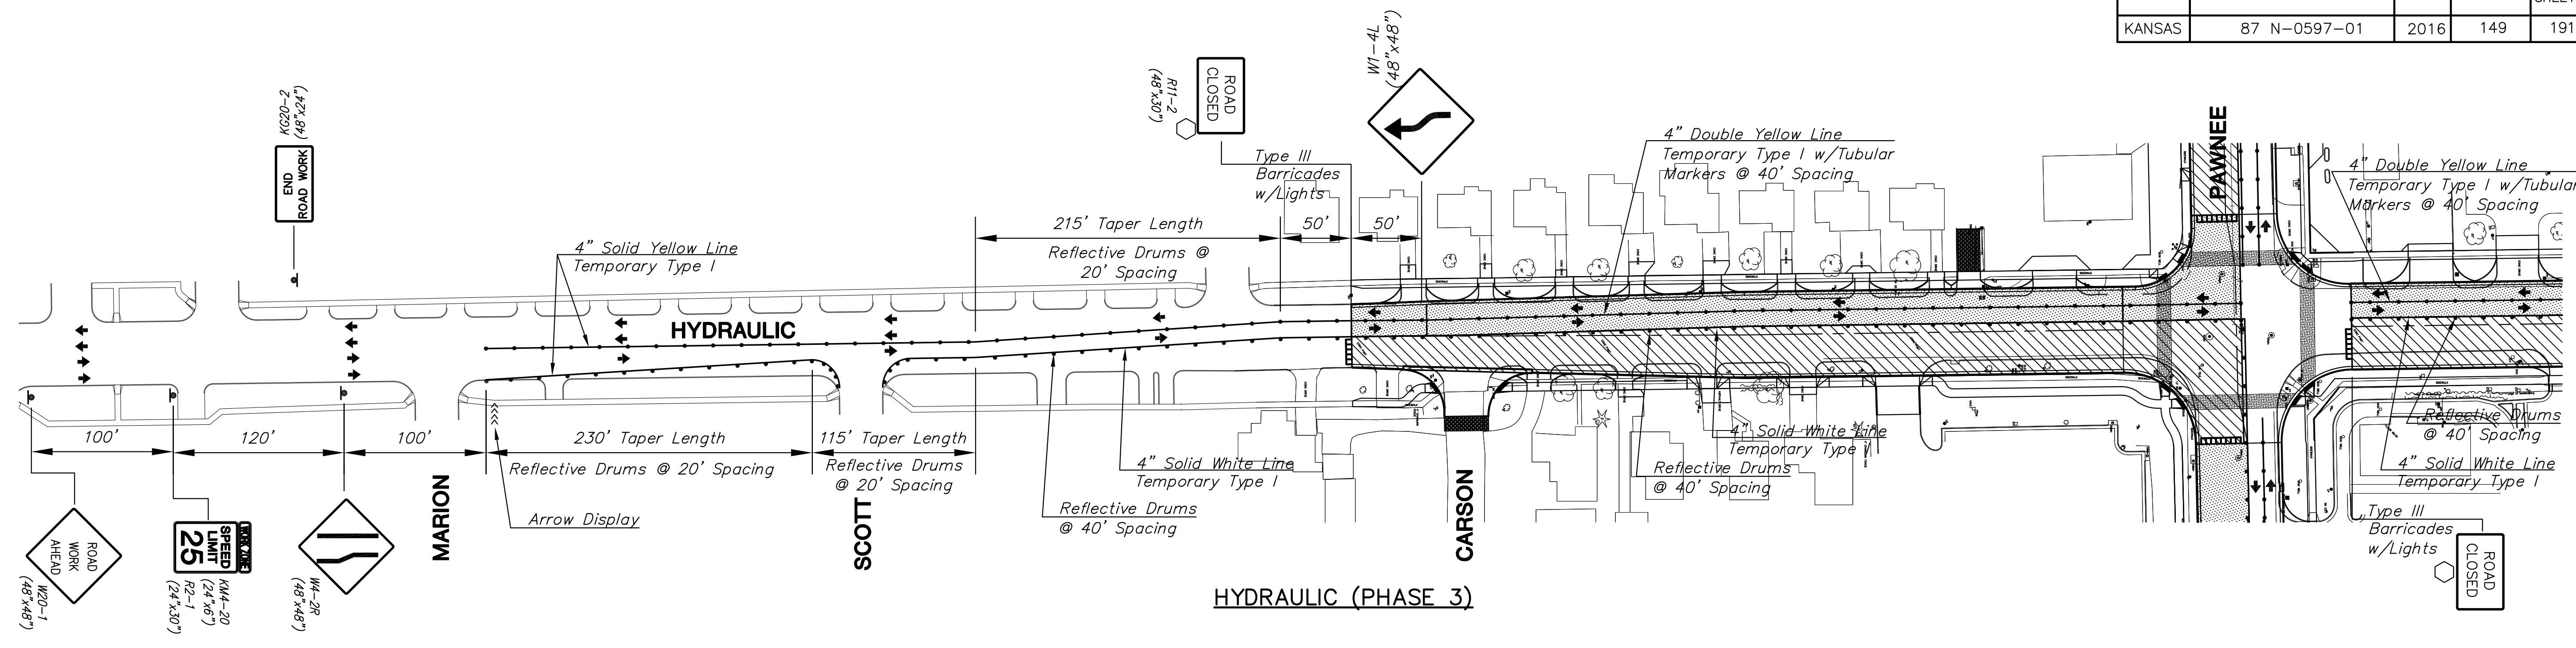 SHEET
KANSAS 87 N-0597-01 2016 149 191
KG20-2
(48"x24")
END
ROAD WORK
R11-2
(48"x30")
ROAD
CLOSED
W1-4L
(48"x48")
Type III
Barricades
w/Lights
4" Double Yellow Line
Temporary Type I w/Tubular
Markers @ 40' Spacing
PAWNEE
4" Double Yellow Line
Temporary Type I w/Tubular
Markers @ 40' Spacing
215' Taper Length
50'
50'
Reflective Drums @
20' Spacing
4" Solid Yellow Line
Temporary Type I
HYDRAULIC
100'
120'
100'
230' Taper Length
115' Taper Length
Reflective Drums @ 20' Spacing
Reflective Drums
@ 20' Spacing
4" Solid White Line
Temporary Type I
Reflective Drums
@ 40' Spacing
4" Solid White Line
Temporary Type I
Reflective Drums
@ 40' Spacing
Reflective Drums
@ 40' Spacing
4" Solid White Line
Temporary Type I
Arrow Display
MARION
SCOTT
CARSON
Type III
Barricades
w/Lights
ROAD
CLOSED
ROAD
WORK
AHEAD
W20-1
(48"x48")
WORK ZONE
SPEED
LIMIT
25
KM4-20
(24"x6")
R2-1
(24"x30")
W4-2R
(48"x48")
HYDRAULIC (PHASE 3)